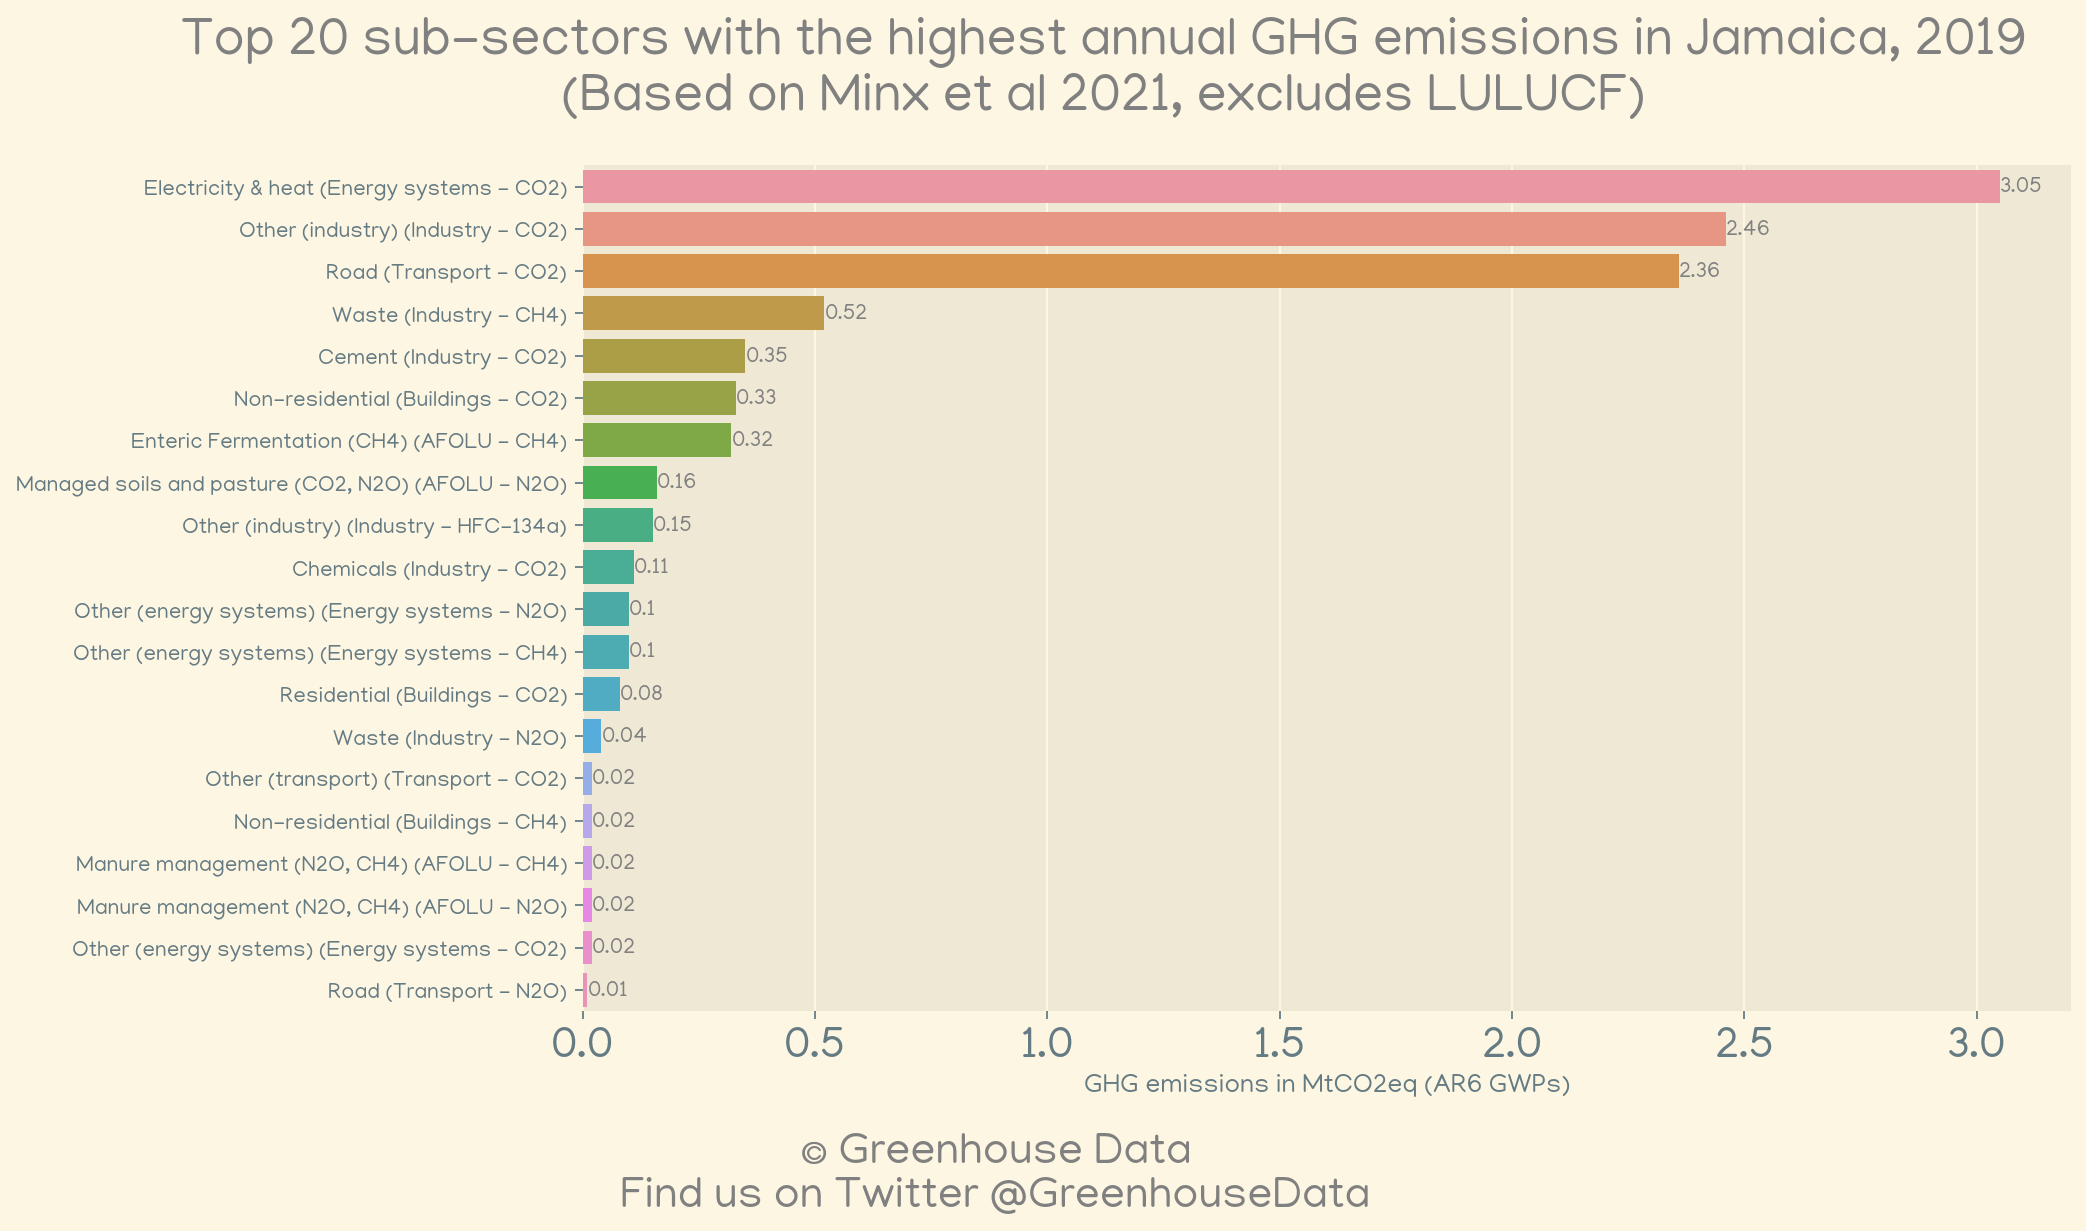 Top 20 sub-sectors with the highest annual GHG emissions in Jamaica, 2019
(Based on Minx et al 2021, excludes LULUCF)
Electricity & heat (Energy systems - CO2) 3.05
Other (industry) (Industry - CO2) 2.46
Road (Transport - CO2) 2.36
Waste (Industry - CH4) 0.52
Cement (Industry - CO2) 0.35
Non-residential (Buildings - CO2) 0.33
Enteric Fermentation (CH4) (AFOLU - CH4) 0.32
Managed soils and pasture (CO2, N2O) (AFOLU - N2O) 0.16
Other (industry) (Industry - HFC-134a) 0.15
Chemicals (Industry - CO2) 0.11
Other (energy systems) (Energy systems - N2O) 0.1
Other (energy systems) (Energy systems - CH4) 0.1
Residential (Buildings - CO2) 0.08
Waste (Industry - N2O) 0.04
Other (transport) (Transport - CO2) 0.02
Non-residential (Buildings - CH4) 0.02
Manure management (N2O, CH4) (AFOLU - CH4) 0.02
Manure management (N2O, CH4) (AFOLU - N2O) 0.02
Other (energy systems) (Energy systems - CO2) 0.02
Road (Transport - N2O) 0.01
0.0 0.5 1.0 1.5 2.0 2.5 3.0
GHG emissions in MtCO2eq (AR6 GWPs)
© Greenhouse Data
Find us on Twitter @GreenhouseData